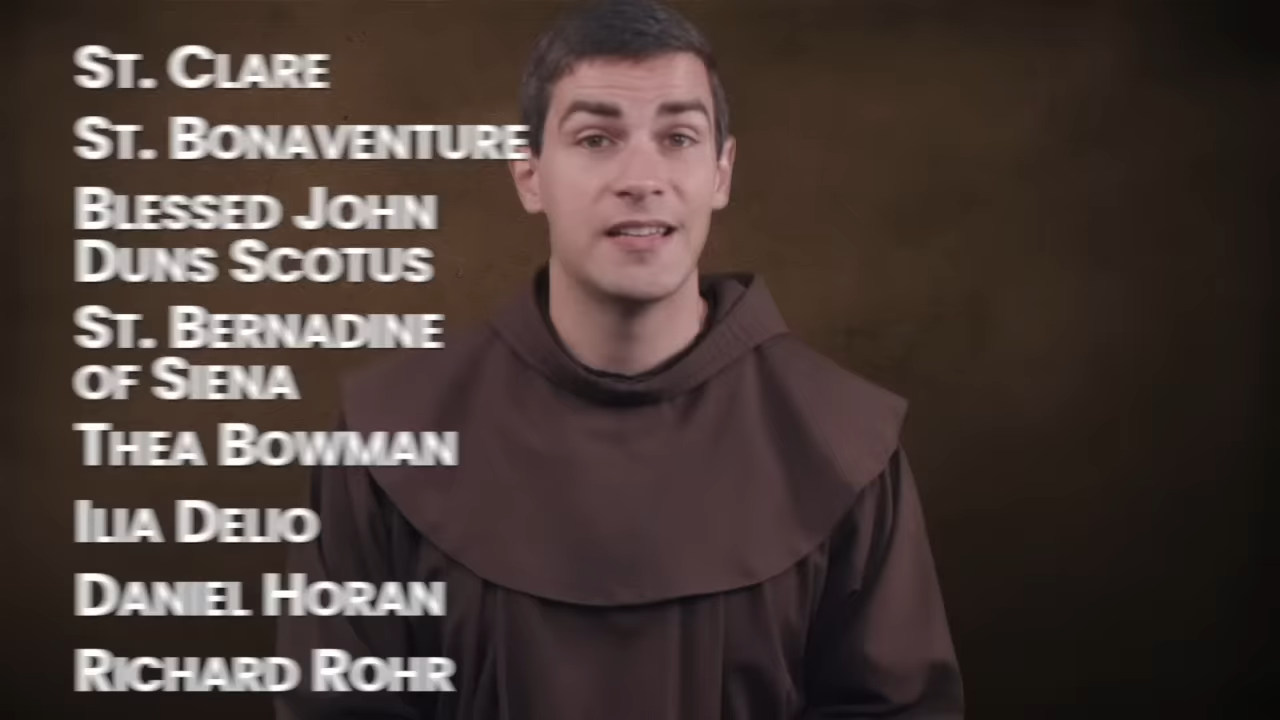 St. Clare
St. Bonaventure
Blessed John
Duns Scotus
St. Bernadine
of Siena
Thea Bowman
Ilia Delio
Daniel Horan
Richard Rohr